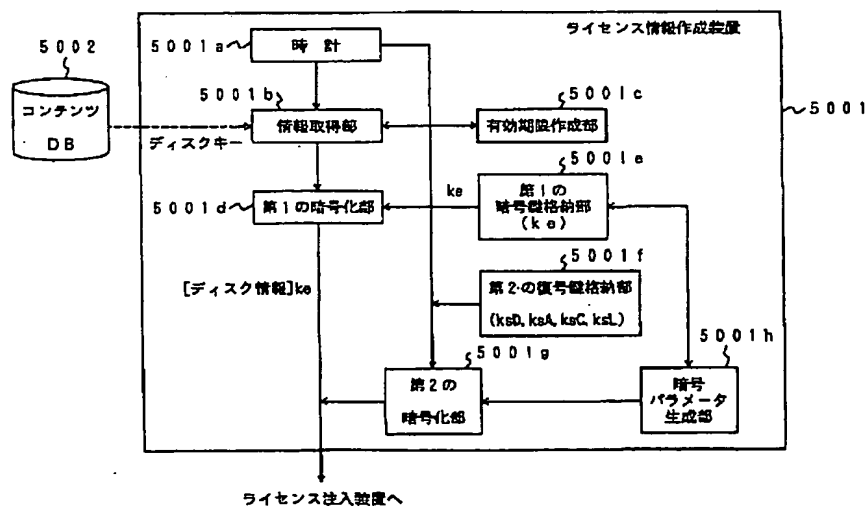 ライセンス情報作成装置
5002
5001a
時計
5001b
5001c
5001
コンテンツ
DB
ディスクキー
情報取得部
有効期限作成部
5001e
ke
第1の
暗号鍵格納部
(ke)
5001d
第1の暗号化部
5001f
[ディスク情報]ke
第2の復号鍵格納部
(ksD,ksA,ksC,ksL)
5001g
5001h
第2の
暗号化部
暗号
パラメータ
生成部
ライセンス注入装置へ